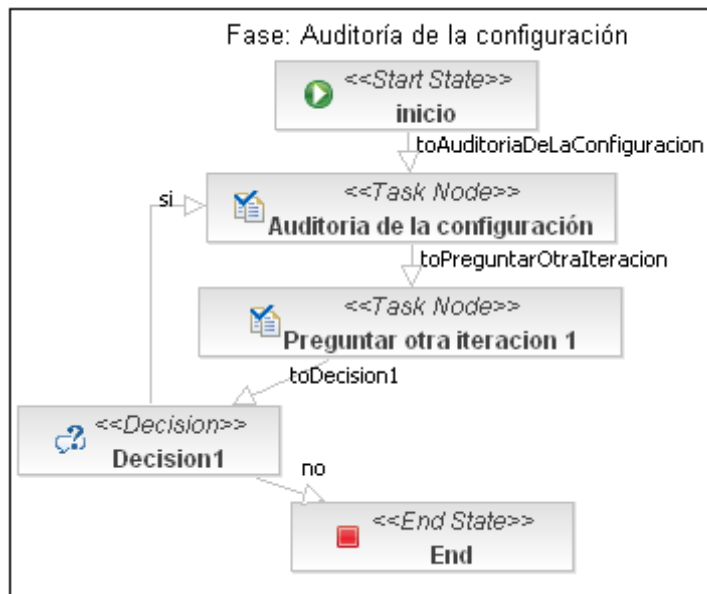 Fase: Auditoría de la configuración
<<Start State>>
inicio
toAuditoriaDeLaConfiguracion
si
<<Task Node>>
Auditoria de la configuración
toPreguntarOtraIteracion
<<Task Node>>
Preguntar otra iteracion 1
toDecision1
<<Decision>>
Decision1
no
<<End State>>
End